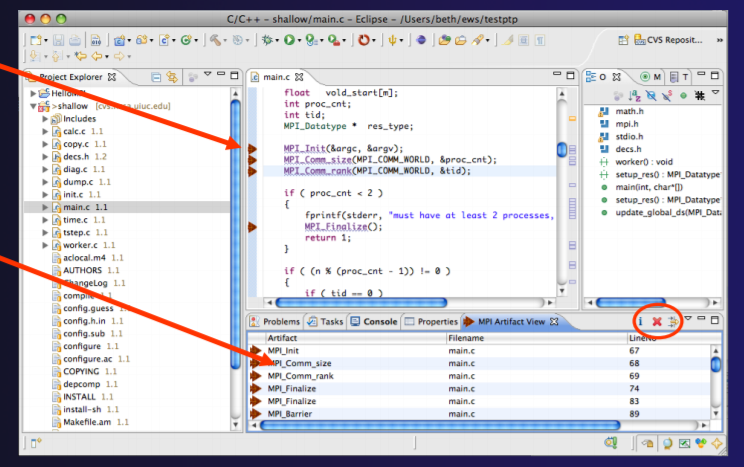 C/C++ – shallow/main.c – Eclipse – /Users/beth/ews/testptp
CVS Reposit...
Project Explorer
>shallow [cvs. .uiuc.edu]
Includes
calc.c 1.1
copy.c 1.1
decs.h 1.2
diag.c 1.1
dump.c 1.1
init.c 1.1
main.c 1.1
time.c 1.1
tstep.c 1.1
worker.c 1.1
aclocal.m4 1.1
AUTHORS 1.1
ChangeLog 1.1
1.1
config.guess 1.1
config.h.in 1.1
config.sub 1.1
configure 1.1
configure.ac 1.1
COPYING 1.1
depcomp 1.1
INSTALL 1.1
install-sh 1.1
Makefile.am 1.1
main.c
float vold_start[m];
int proc_cnt;
int tid;
MPI_Datatype * res_type;
MPI_Init(&argc, &argv);
MPI_Comm_size(MPI_COMM_WORLD, &proc_cnt);
MPI_Comm_rank(MPI_COMM_WORLD, &tid);
if ( proc_cnt < 2 )
{
fprintf(stderr, "must have at least 2 processes,
MPI_Finalize();
return 1;
}
if ( (n % (proc_cnt - 1)) != 0 )
{
if ( tid == 0 )
O M T
math.h
mpi.h
stdio.h
decs.h
worker() : void
setup_res() : MPI_Datatype
main(int, char*[])
setup_res() : MPI_Datatype
update_global_ds(MPI_Data
Problems Tasks Console Properties MPI Artifact View
Artifact Filename LineNo
MPI_Init main.c 67
MPI_Comm_size main.c 68
MPI_Comm_rank main.c 69
MPI_Finalize main.c 74
MPI_Finalize main.c 83
MPI_Barrier main.c 89